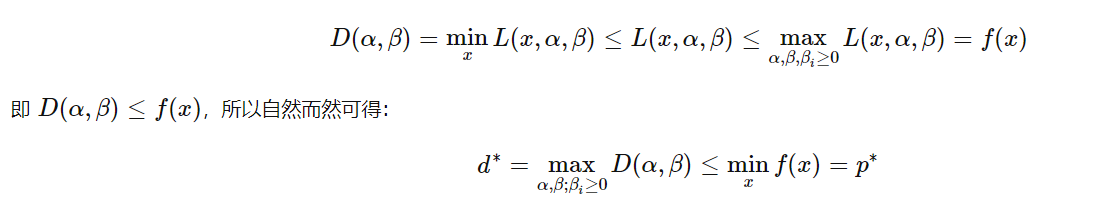 D(α, β) = min_x L(x, α, β) ≤ L(x, α, β) ≤ max_{α,β,β_i≥0} L(x, α, β) = f(x)
即 D(α, β) ≤ f(x)，所以自然而然可得：
d* = max_{α,β;β_i≥0} D(α, β) ≤ min_x f(x) = p*